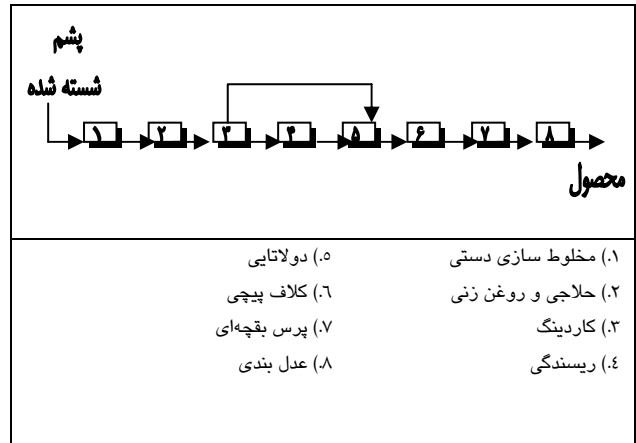 پشم
شسته شده
۱ ۲ ۳ ۴ ۵ ۶ ۷ ۸
محصول
۱.) مخلوط سازی دستی
۲.) حلاجی و روغن زنی
۳.) کاردینگ
۴.) ریسندگی
۵.) دولاتایی
۶.) کلاف پیچی
۷.) پرس بقچه‌ای
۸.) عدل بندی